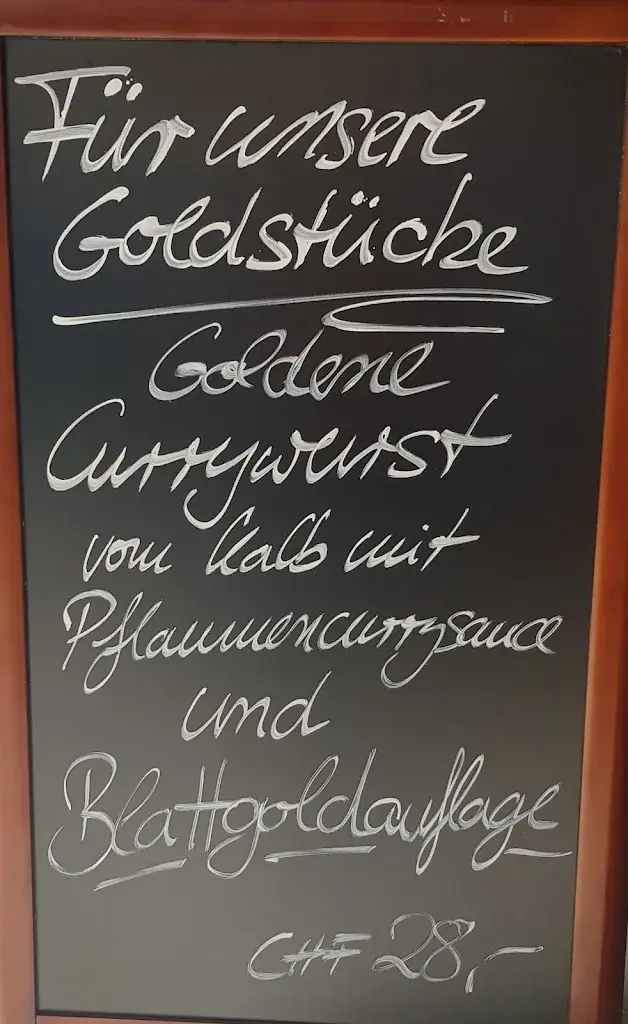 Für unsere
Goldstücke
Goldene
Currywurst
vom Kalb mit
Pflaumencurrysauce
und
Blattgoldauflage
CHF 28,-